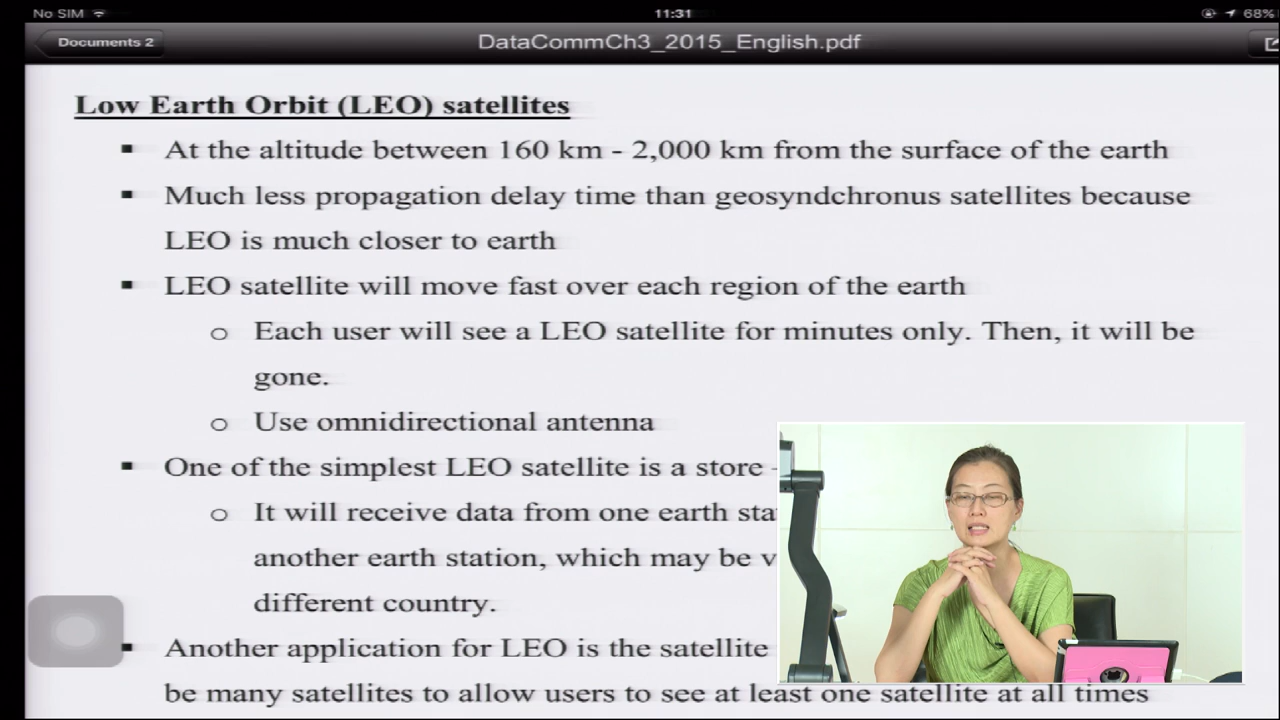 No SIM
11:31
68%
Documents 2
DataCommCh3_2015_English.pdf
Low Earth Orbit (LEO) satellites
▪ At the altitude between 160 km - 2,000 km from the surface of the earth
▪ Much less propagation delay time than geosyndchronus satellites because
LEO is much closer to earth
▪ LEO satellite will move fast over each region of the earth
o Each user will see a LEO satellite for minutes only. Then, it will be
gone.
o Use omnidirectional antenna
▪ One of the simplest LEO satellite is a store -
o It will receive data from one earth sta
another earth station, which may be v
different country.
▪ Another application for LEO is the satellite
be many satellites to allow users to see at least one satellite at all times